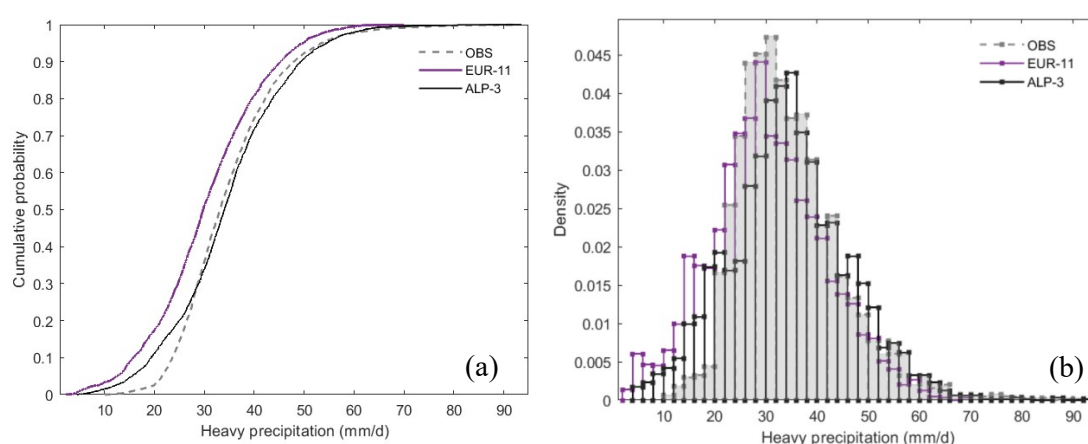 1
0.9
0.8
0.7
0.6
0.5
0.4
0.3
0.2
0.1
0
Cumulative probability
10 20 30 40 50 60 70 80 90
Heavy precipitation (mm/d)
OBS
EUR-11
ALP-3
(a)
0.045
0.04
0.035
0.03
0.025
0.02
0.015
0.01
0.005
0
Density
10 20 30 40 50 60 70 80 90
Heavy precipitation (mm/d)
OBS
EUR-11
ALP-3
(b)